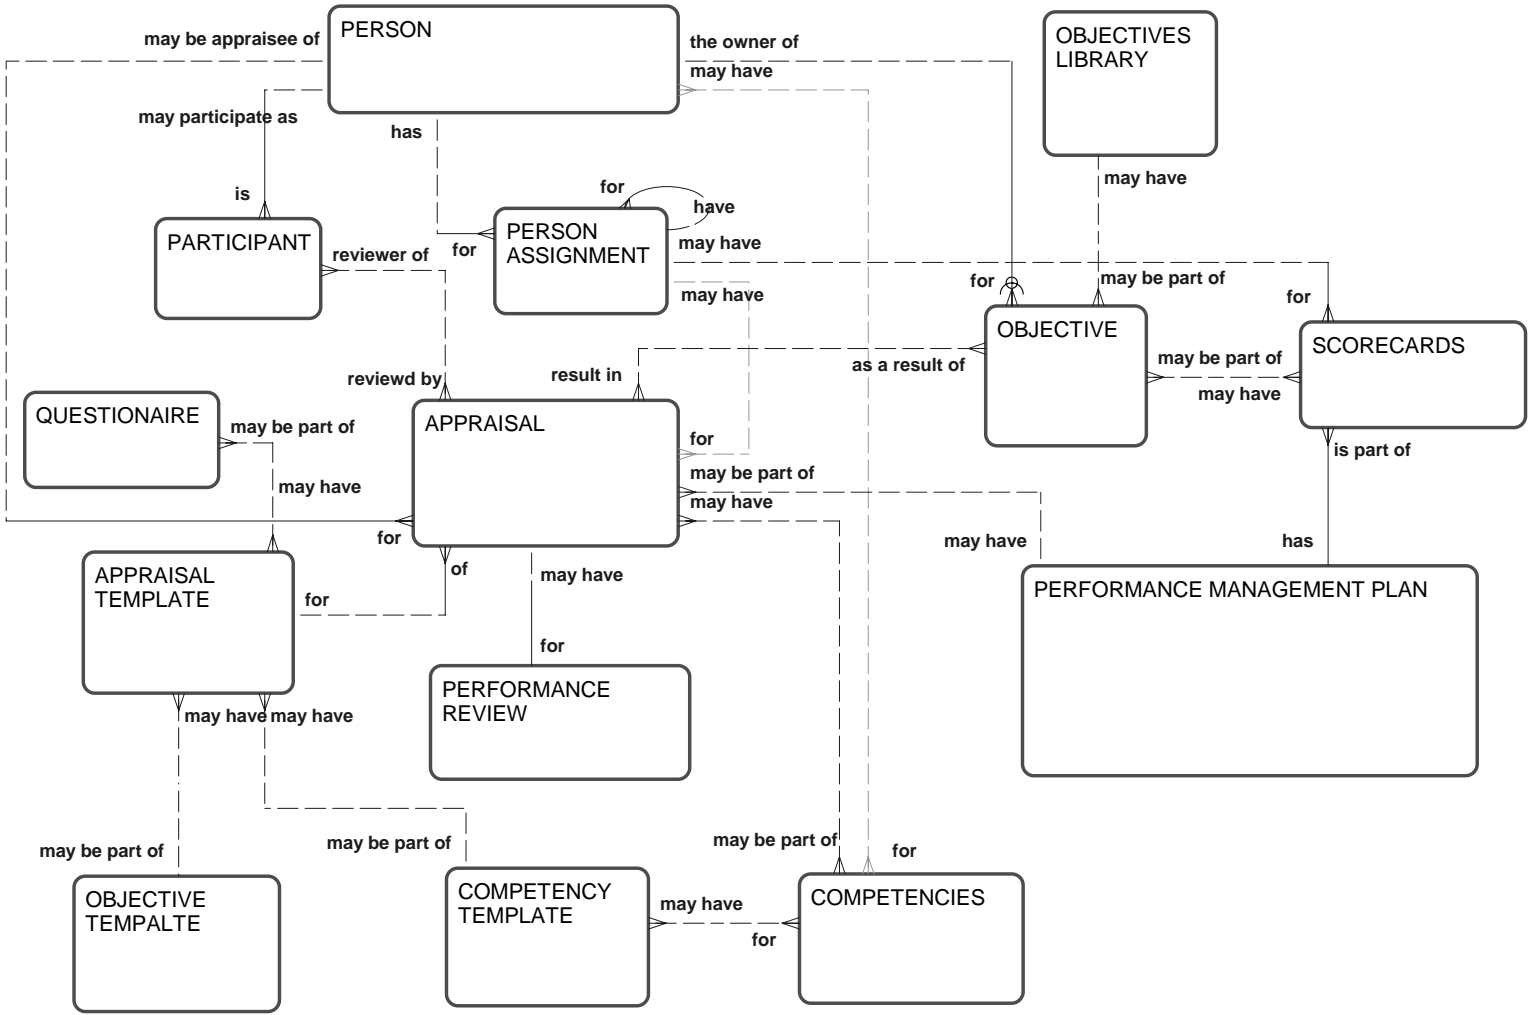 may be appraisee of
PERSON
the owner of
may have
OBJECTIVES
LIBRARY
may participate as
has
may have
is
for
have
PARTICIPANT
reviewer of
for
PERSON
ASSIGNMENT
may have
may have
for
may be part of
for
OBJECTIVE
SCORECARDS
reviewd by
result in
as a result of
may be part of
may have
QUESTIONAIRE
may be part of
APPRAISAL
for
may be part of
may have
is part of
may have
for
of
may have
may have
has
APPRAISAL
TEMPLATE
for
PERFORMANCE MANAGEMENT PLAN
for
PERFORMANCE
REVIEW
may have
may have
may be part of
may be part of
may be part of
for
OBJECTIVE
TEMPALTE
COMPETENCY
TEMPLATE
may have
for
COMPETENCIES